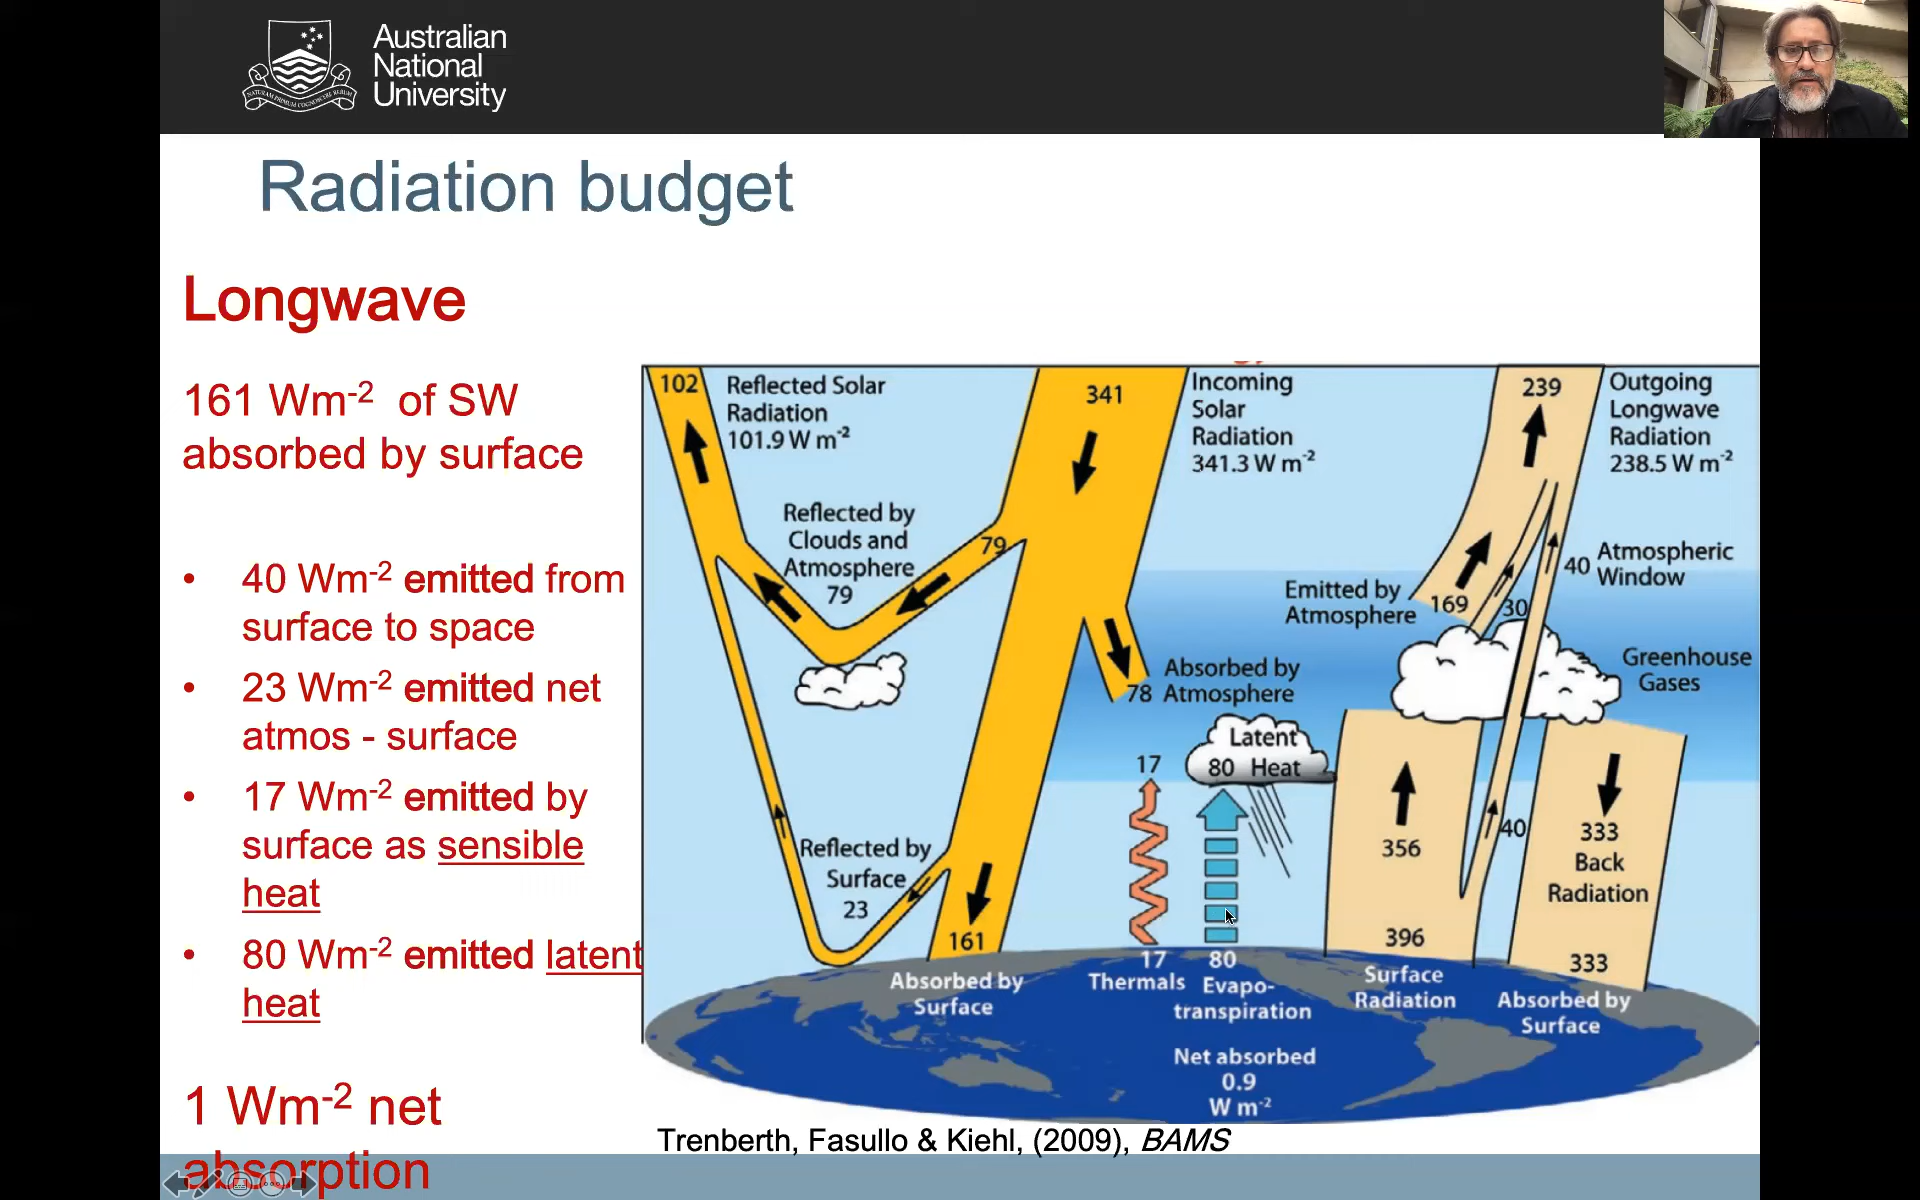 Australian
National
University
NATURAM PRIMUM COGNOSCERE RERUM
Radiation budget
Longwave
161 Wm-2 of SW
absorbed by surface
• 40 Wm-2 emitted from
surface to space
• 23 Wm-2 emitted net
atmos - surface
• 17 Wm-2 emitted by
surface as sensible
heat
• 80 Wm-2 emitted latent
heat
1 Wm-2 net
absorption
102
Reflected Solar
Radiation
101.9 W m-2
341
Incoming
Solar
Radiation
341.3 W m-2
239
Outgoing
Longwave
Radiation
238.5 W m-2
Reflected by
Clouds and
Atmosphere
79
79
Emitted by
Atmosphere
169
30
40
Atmospheric
Window
Greenhouse
Gases
Absorbed by
78 Atmosphere
Latent
80 Heat
17
Reflected by
Surface
23
161
Absorbed by
Surface
17
Thermals
80
Evapo-
transpiration
356
40
396
Surface
Radiation
333
Back
Radiation
333
Absorbed by
Surface
Net absorbed
0.9
W m-2
Trenberth, Fasullo & Kiehl, (2009), BAMS